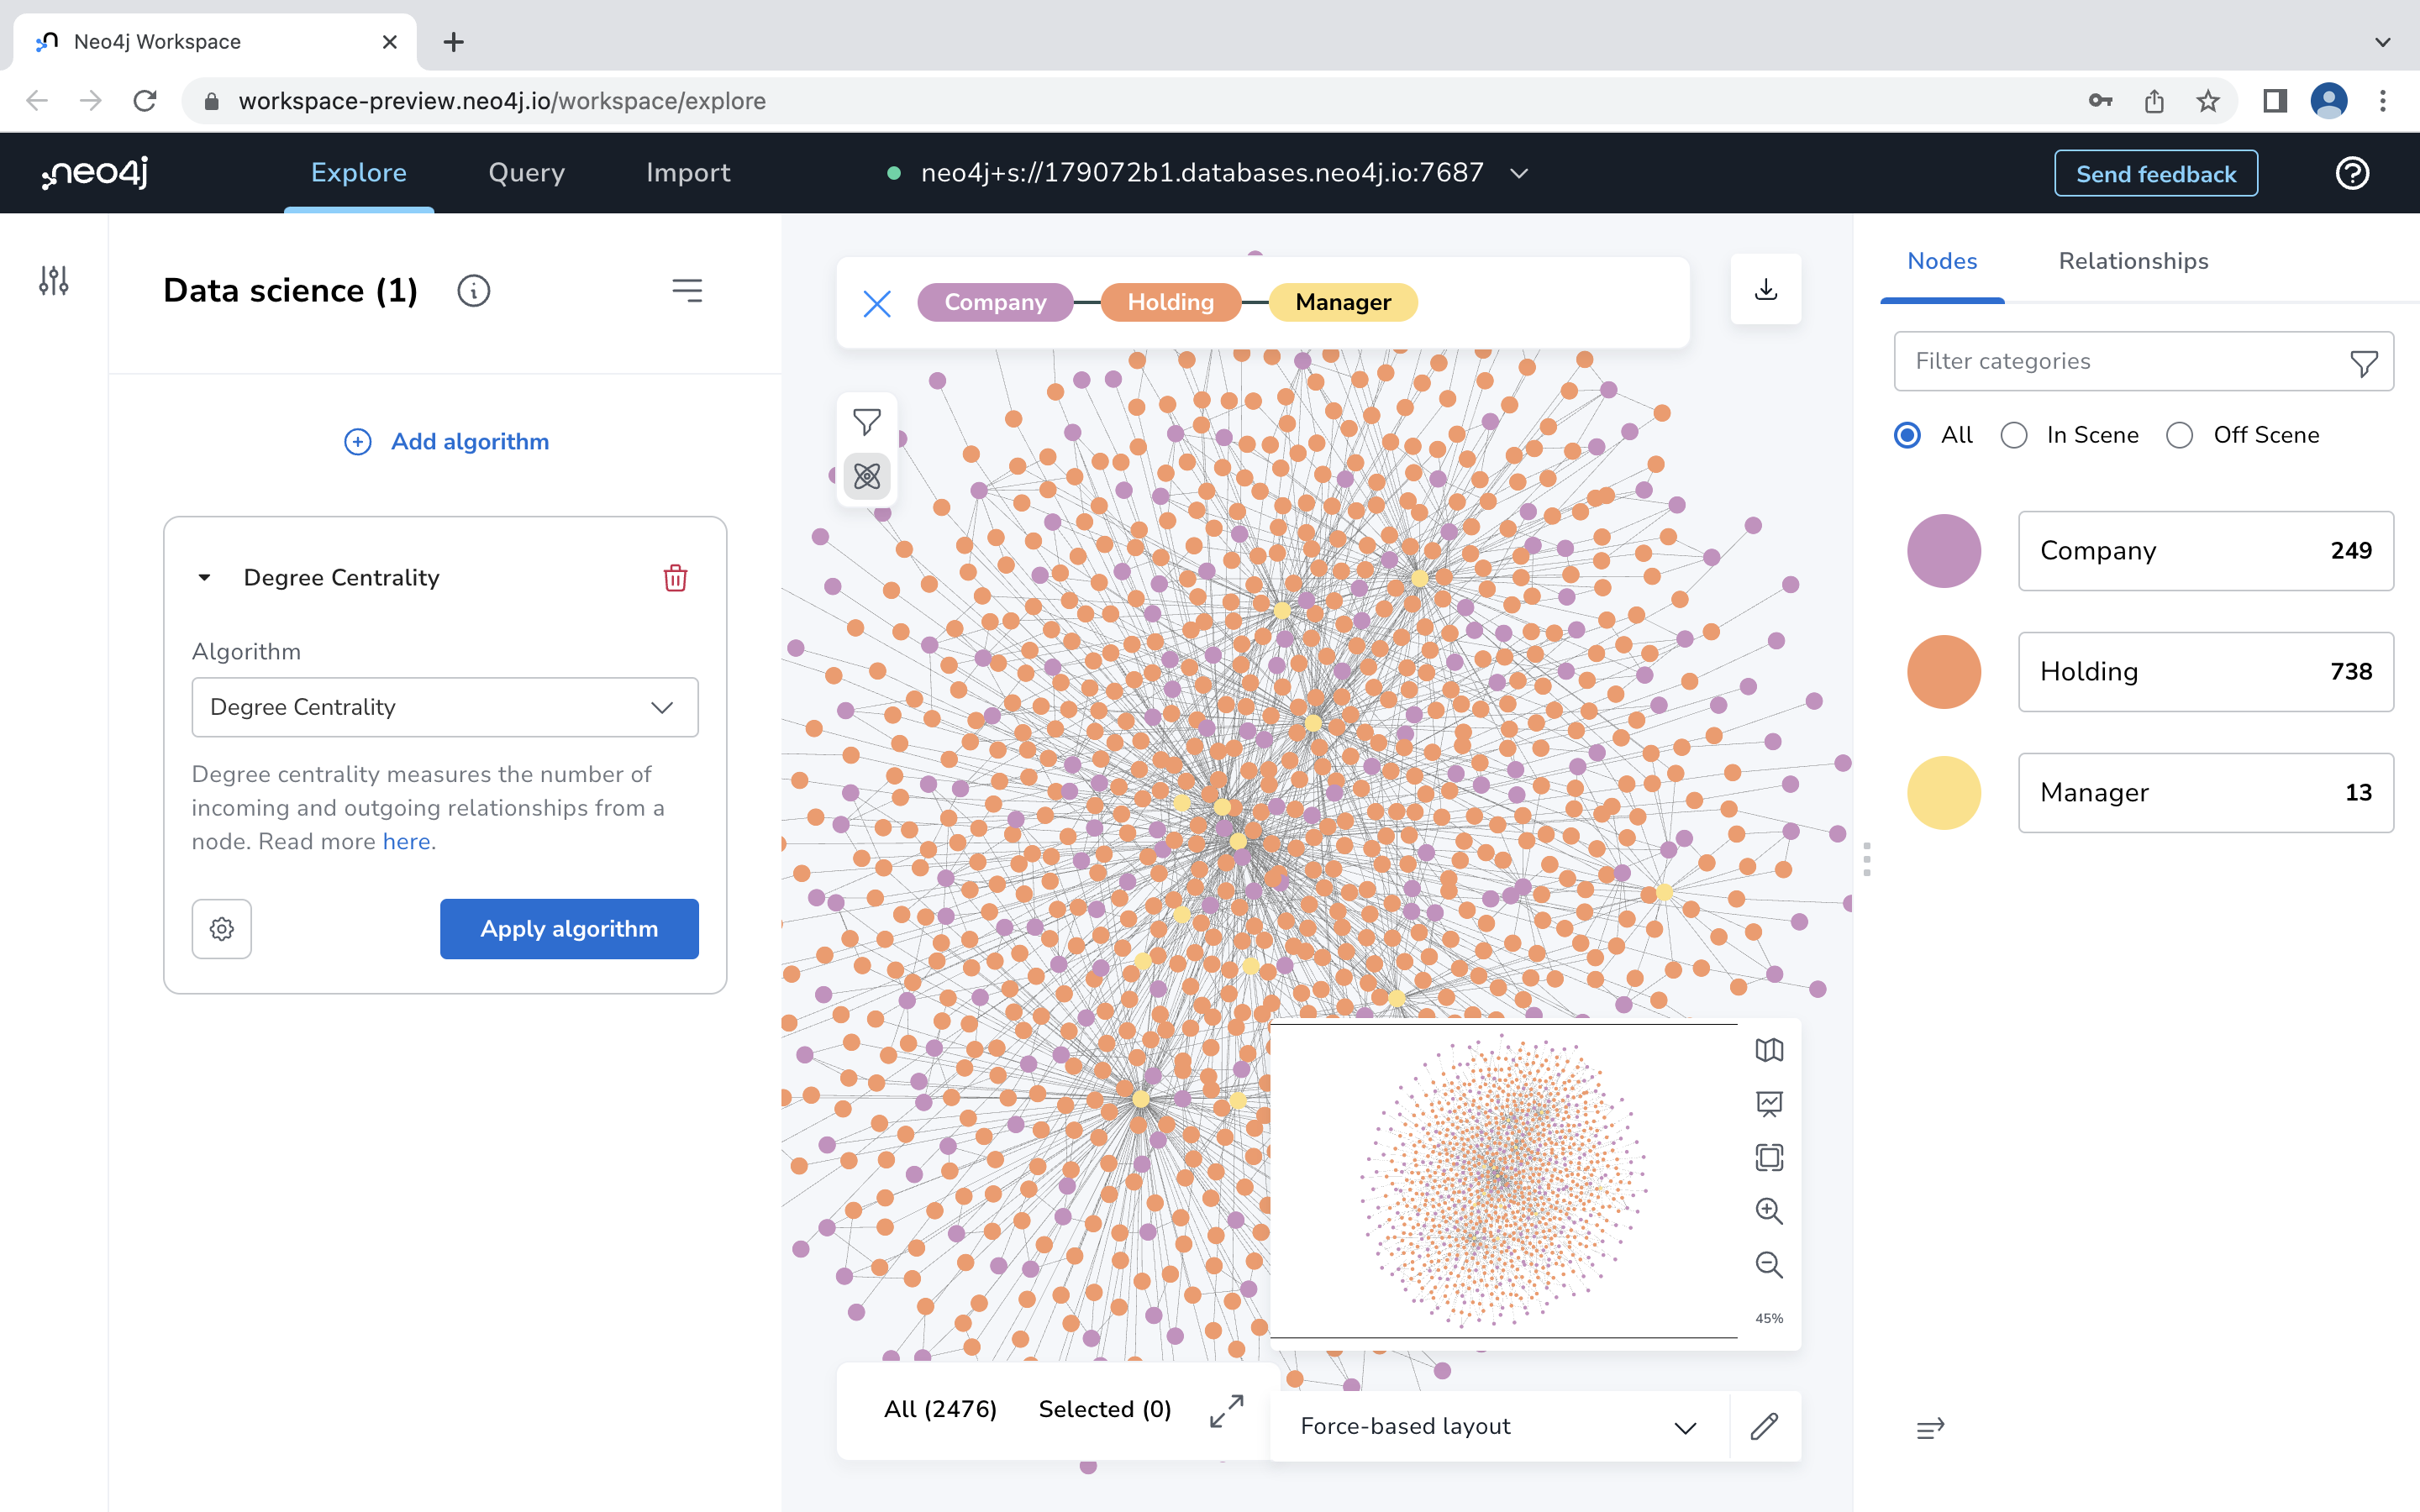 Neo4j Workspace
workspace-preview.neo4j.io/workspace/explore
neo4j
Explore
Query
Import
neo4j+s://179072b1.databases.neo4j.io:7687
Send feedback
Data science (1)
Add algorithm
Degree Centrality
Algorithm
Degree Centrality
Degree centrality measures the number of
incoming and outgoing relationships from a
node. Read more here.
Apply algorithm
Company
Holding
Manager
45%
All (2476)
Selected (0)
Force-based layout
Nodes
Relationships
Filter categories
All
In Scene
Off Scene
Company 249
Holding 738
Manager 13